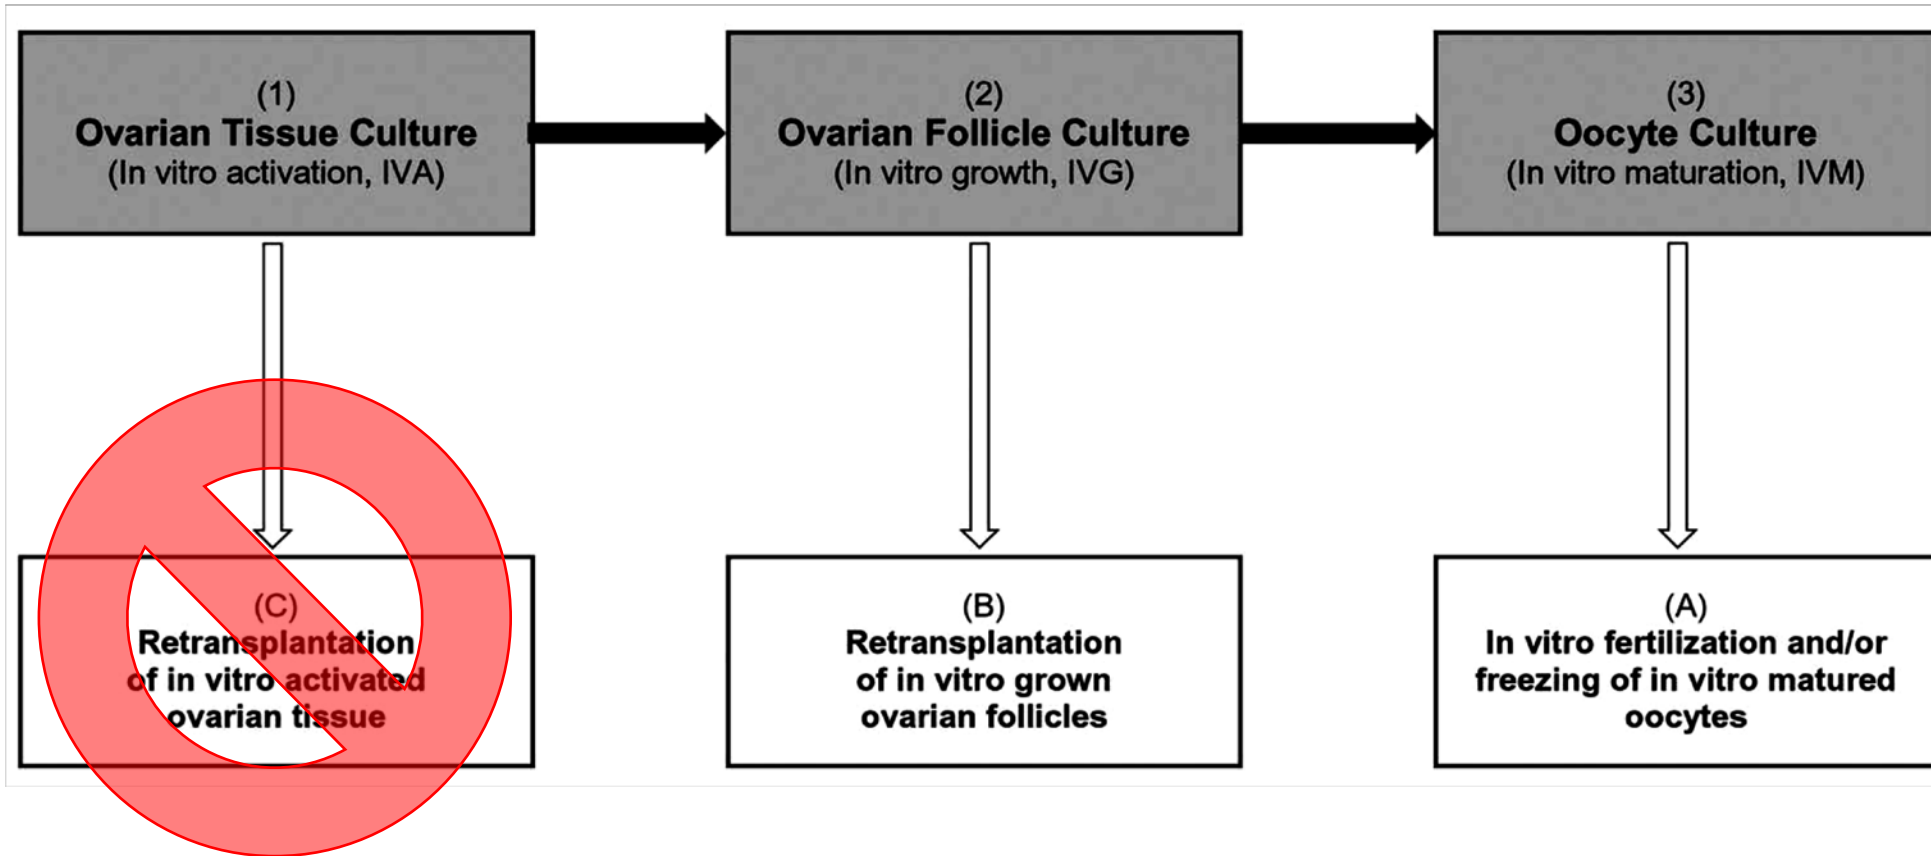 (1)
Ovarian Tissue Culture
(In vitro activation, IVA)
(2)
Ovarian Follicle Culture
(In vitro growth, IVG)
(3)
Oocyte Culture
(In vitro maturation, IVM)
(C)
Retransplantation
of in vitro activated
ovarian tissue
(B)
Retransplantation
of in vitro grown
ovarian follicles
(A)
In vitro fertilization and/or
freezing of in vitro matured
oocytes